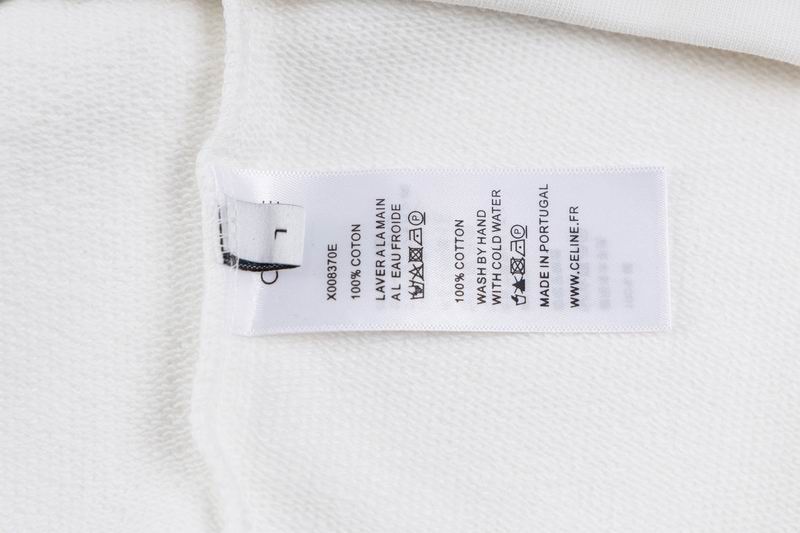 L
X008370E
100% COTON
LAVER A LA MAIN
AL EAU FROIDE
100% COTTON
WASH BY HAND
WITH COLD WATER
MADE IN PORTUGAL
WWW.CELINE.FR